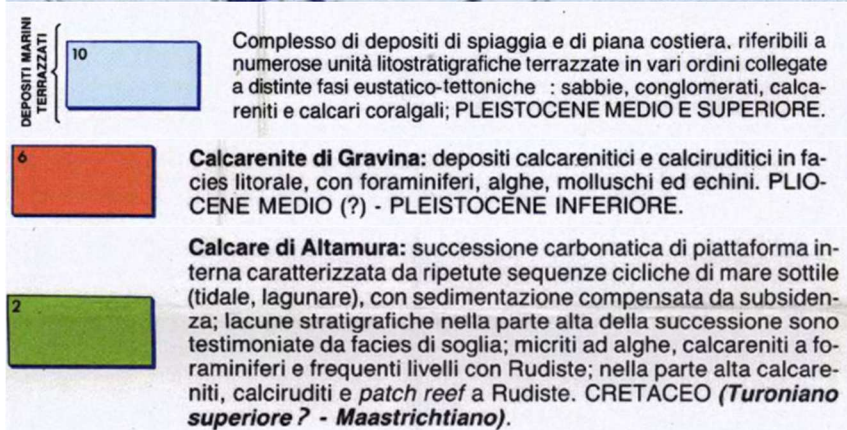 DEPOSITI MARINI
TERRAZZATI
10
Complesso di depositi di spiaggia e di piana costiera, riferibili a
numerose unità litostratigrafiche terrazzate in vari ordini collegate
a distinte fasi eustatico-tettoniche : sabbie, conglomerati, calca-
reniti e calcari coralgali; PLEISTOCENE MEDIO E SUPERIORE.
6
Calcarenite di Gravina: depositi calcarenitici e calciruditici in fa-
cies litorale, con foraminiferi, alghe, molluschi ed echini. PLIO-
CENE MEDIO (?) - PLEISTOCENE INFERIORE.
2
Calcare di Altamura: successione carbonatica di piattaforma in-
terna caratterizzata da ripetute sequenze cicliche di mare sottile
(tidale, lagunare), con sedimentazione compensata da subsiden-
za; lacune stratigrafiche nella parte alta della successione sono
testimoniate da facies di soglia; micriti ad alghe, calcareniti a fo-
raminiferi e frequenti livelli con Rudiste; nella parte alta calcare-
niti, calciruditi e patch reef a Rudiste. CRETACEO (Turoniano
superiore ? - Maastrichtiano).